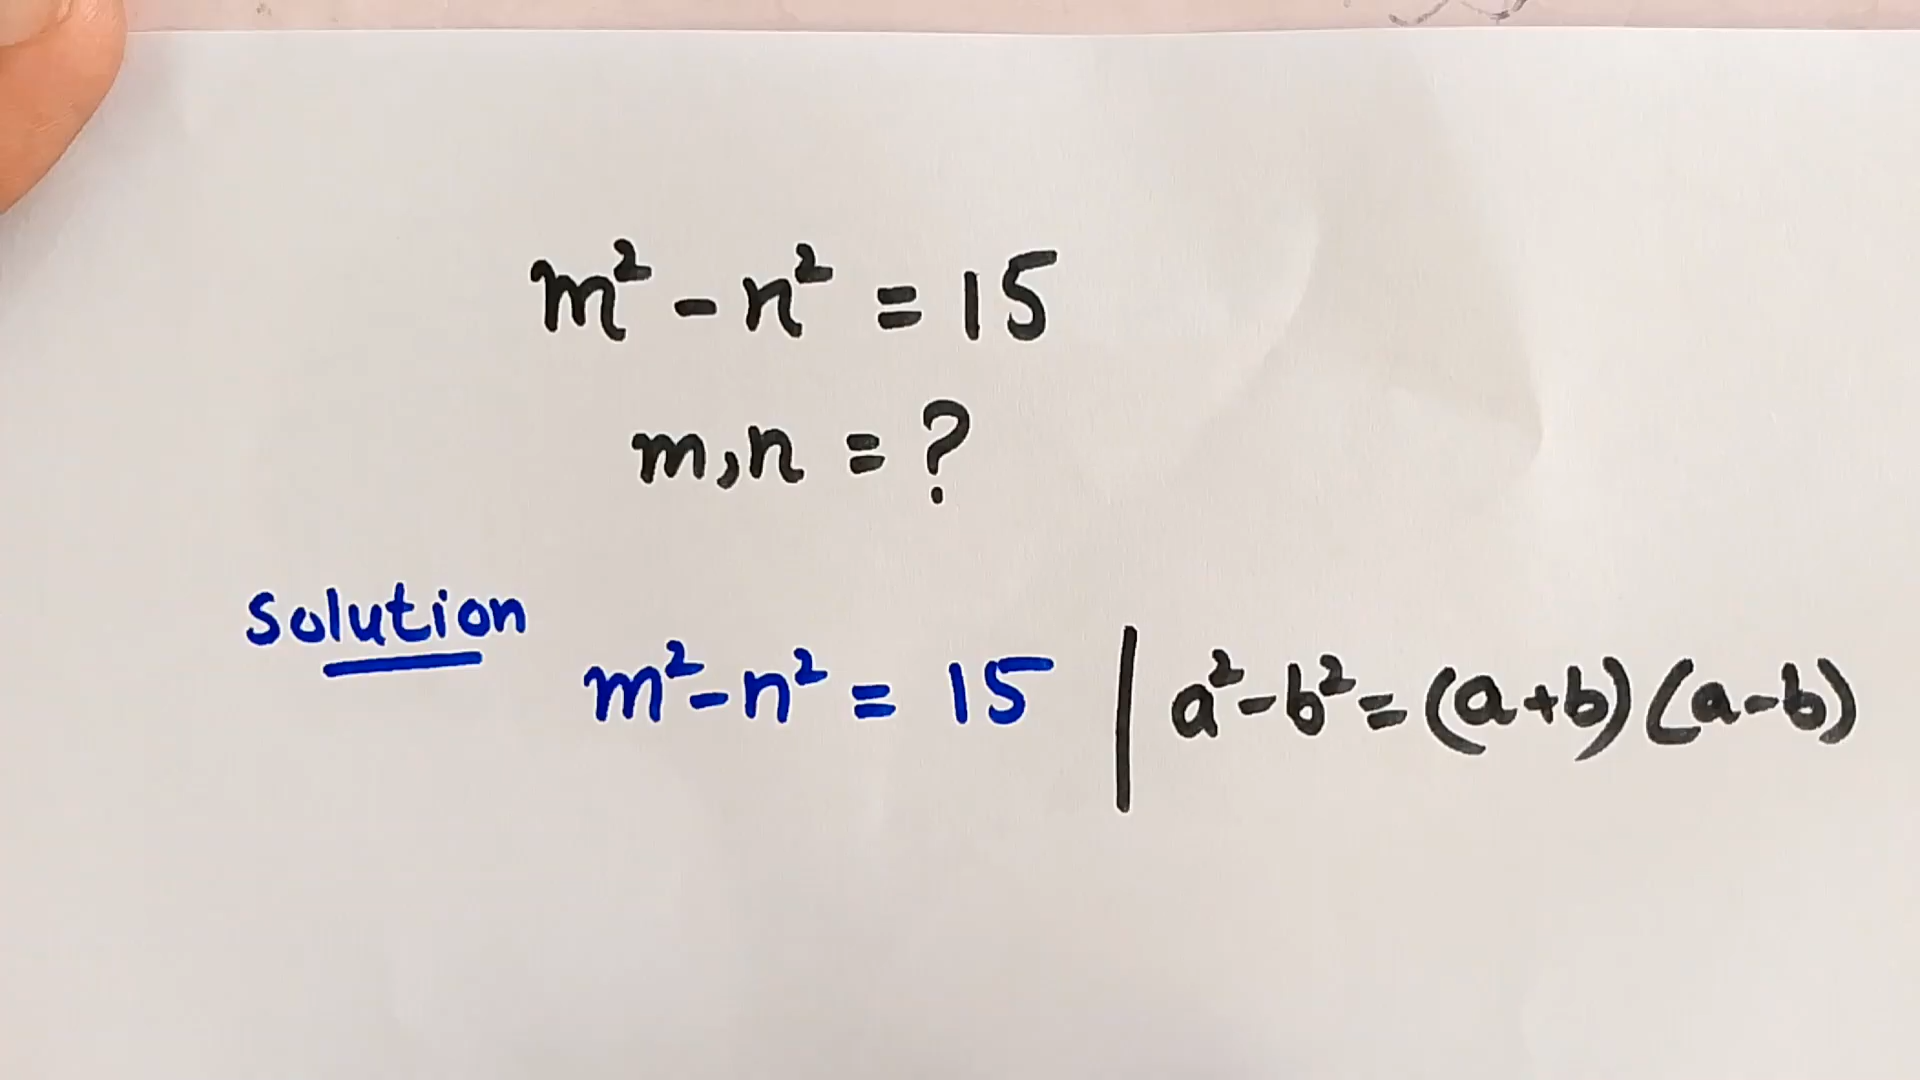 m² - n² = 15
m,n = ?
Solution
m² - n² = 15 | a² - b² = (a+b) (a-b)